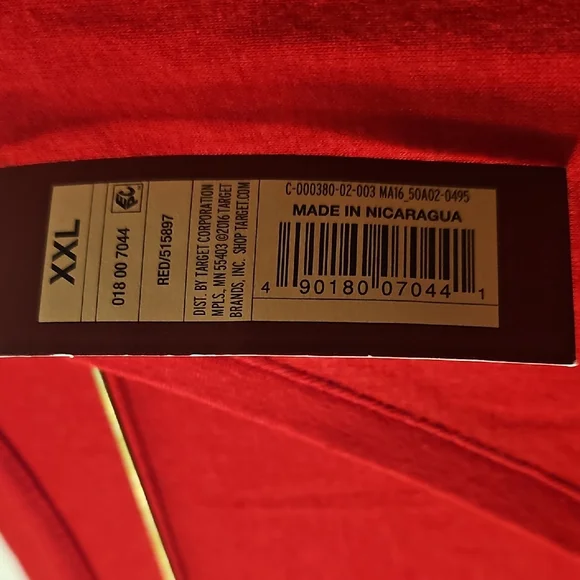 XXL
EC
018 00 7044
RED/515897
DIST. BY TARGET CORPORATION
MPLS., MN 55403 ©2016 TARGET
BRANDS, INC. SHOP TARGET.COM
C-000380-02-003 MA16_50A02-0495
MADE IN NICARAGUA
4 90180 07044 1